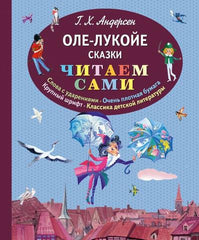 Г. Х. Андерсен
ОЛЕ-ЛУКОЙЕ
СКАЗКИ
ЧИТАЕМ
САМИ
Слова с ударениями • Очень плотная бумага
Крупный шрифт • Классика детской литературы